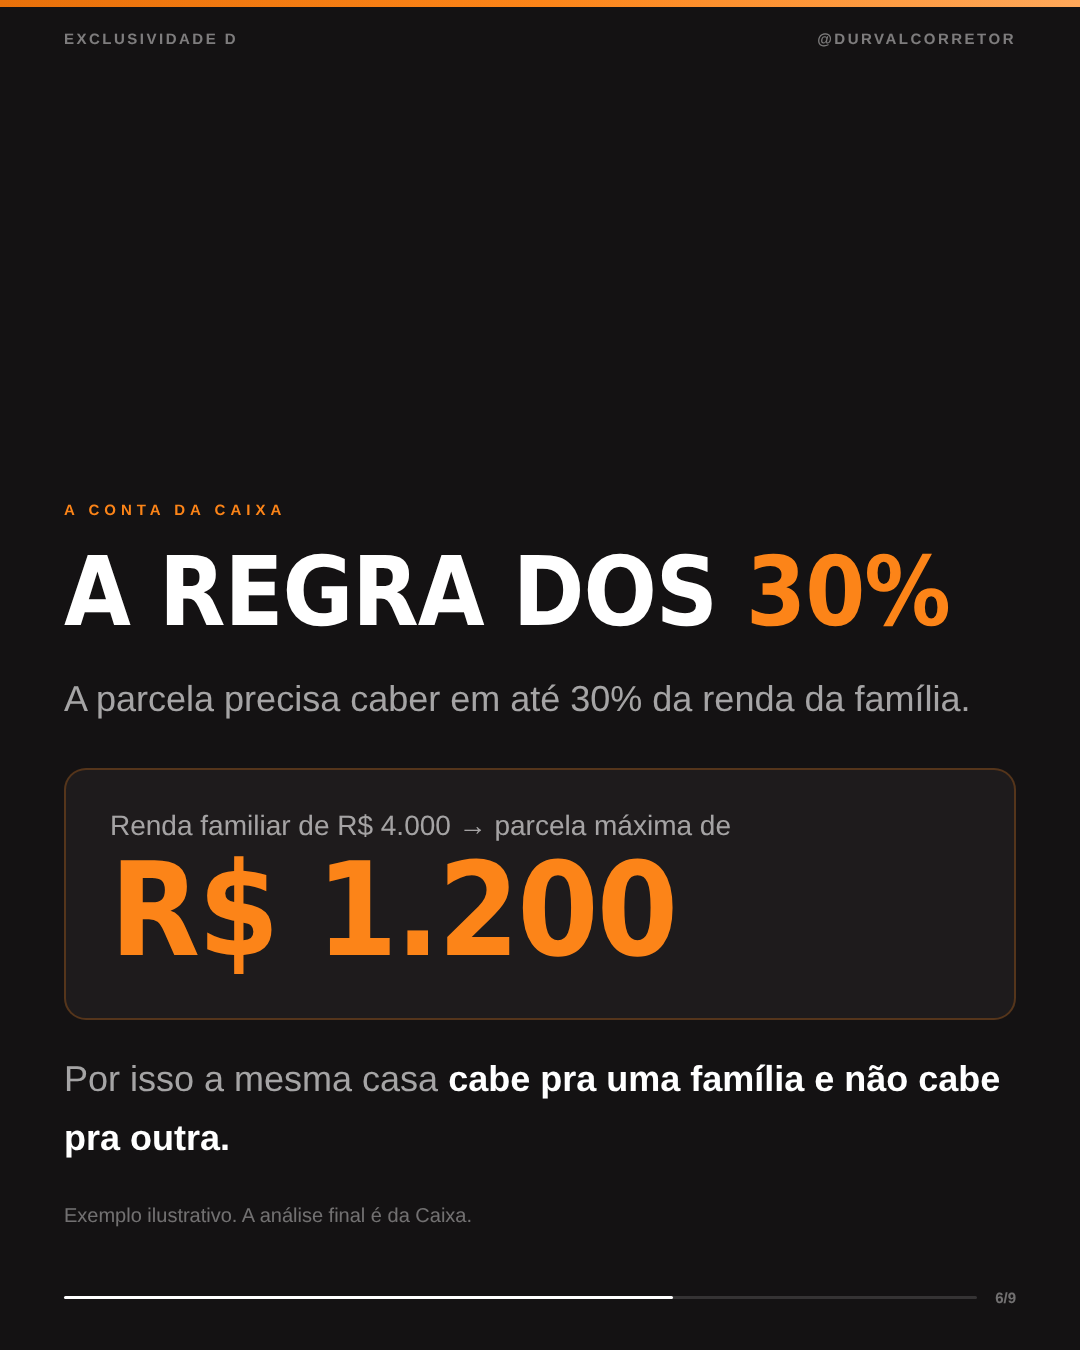 EXCLUSIVIDADE D
@DURVALCORRETOR
A CONTA DA CAIXA
A REGRA DOS 30%
A parcela precisa caber em até 30% da renda da família.
Renda familiar de R$ 4.000 → parcela máxima de
R$ 1.200
Por isso a mesma casa cabe pra uma família e não cabe
pra outra.
Exemplo ilustrativo. A análise final é da Caixa.
6/9